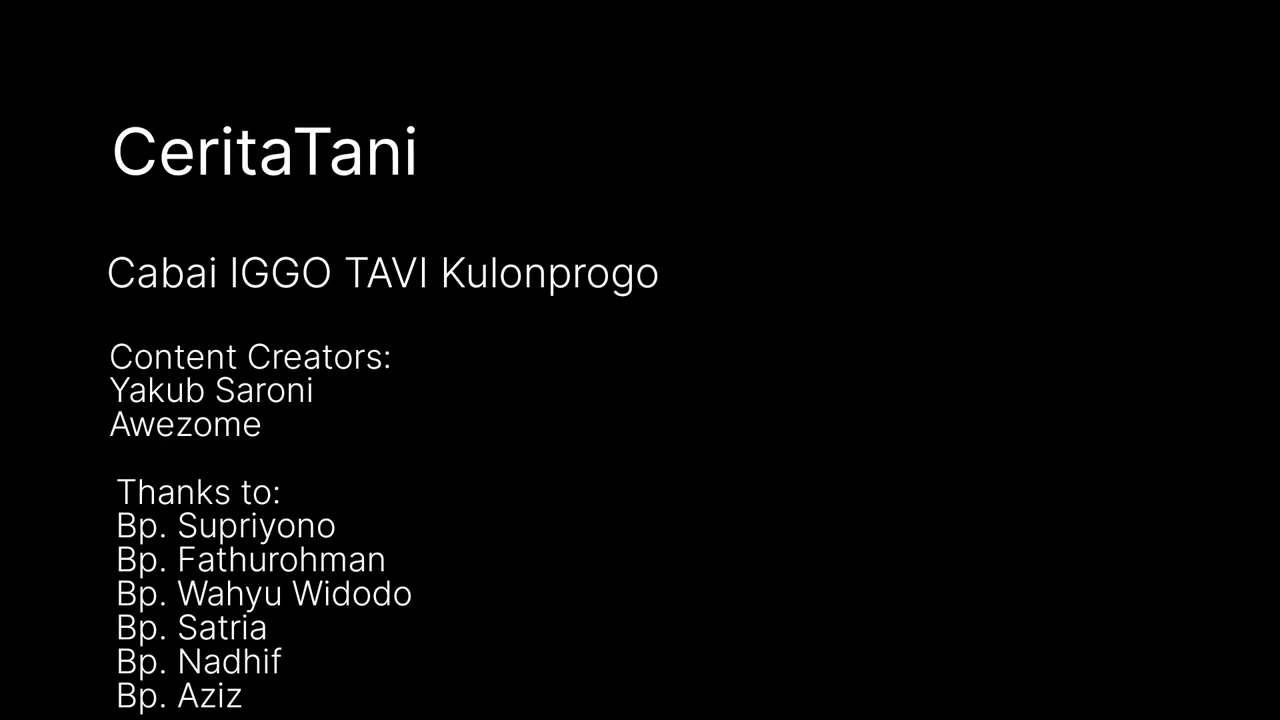 CeritaTani
Cabai IGGO TAVI Kulonprogo
Content Creators:
Yakub Saroni
Awezome
Thanks to:
Bp. Supriyono
Bp. Fathurohman
Bp. Wahyu Widodo
Bp. Satria
Bp. Nadhif
Bp. Aziz